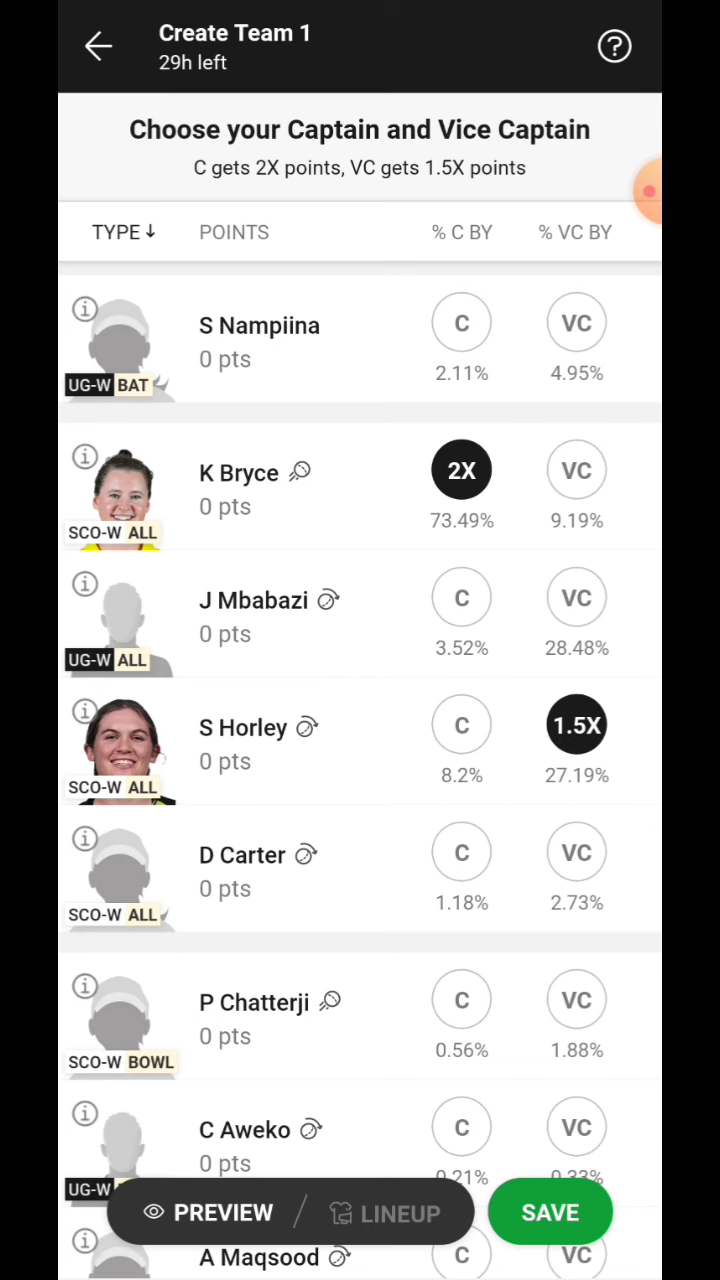 Create Team 1
29h left
Choose your Captain and Vice Captain
C gets 2X points, VC gets 1.5X points
TYPE↓ POINTS % C BY % VC BY
S Nampiina
0 pts
C VC
2.11% 4.95%
UG-W BAT
K Bryce
0 pts
2X VC
73.49% 9.19%
SCO-W ALL
J Mbabazi
0 pts
C VC
3.52% 28.48%
UG-W ALL
S Horley
0 pts
C 1.5X
8.2% 27.19%
SCO-W ALL
D Carter
0 pts
C VC
1.18% 2.73%
SCO-W ALL
P Chatterji
0 pts
C VC
0.56% 1.88%
SCO-W BOWL
C Aweko
0 pts
C VC
0.21% 0.33%
UG-W
PREVIEW / LINEUP SAVE
A Maqsood
C VC